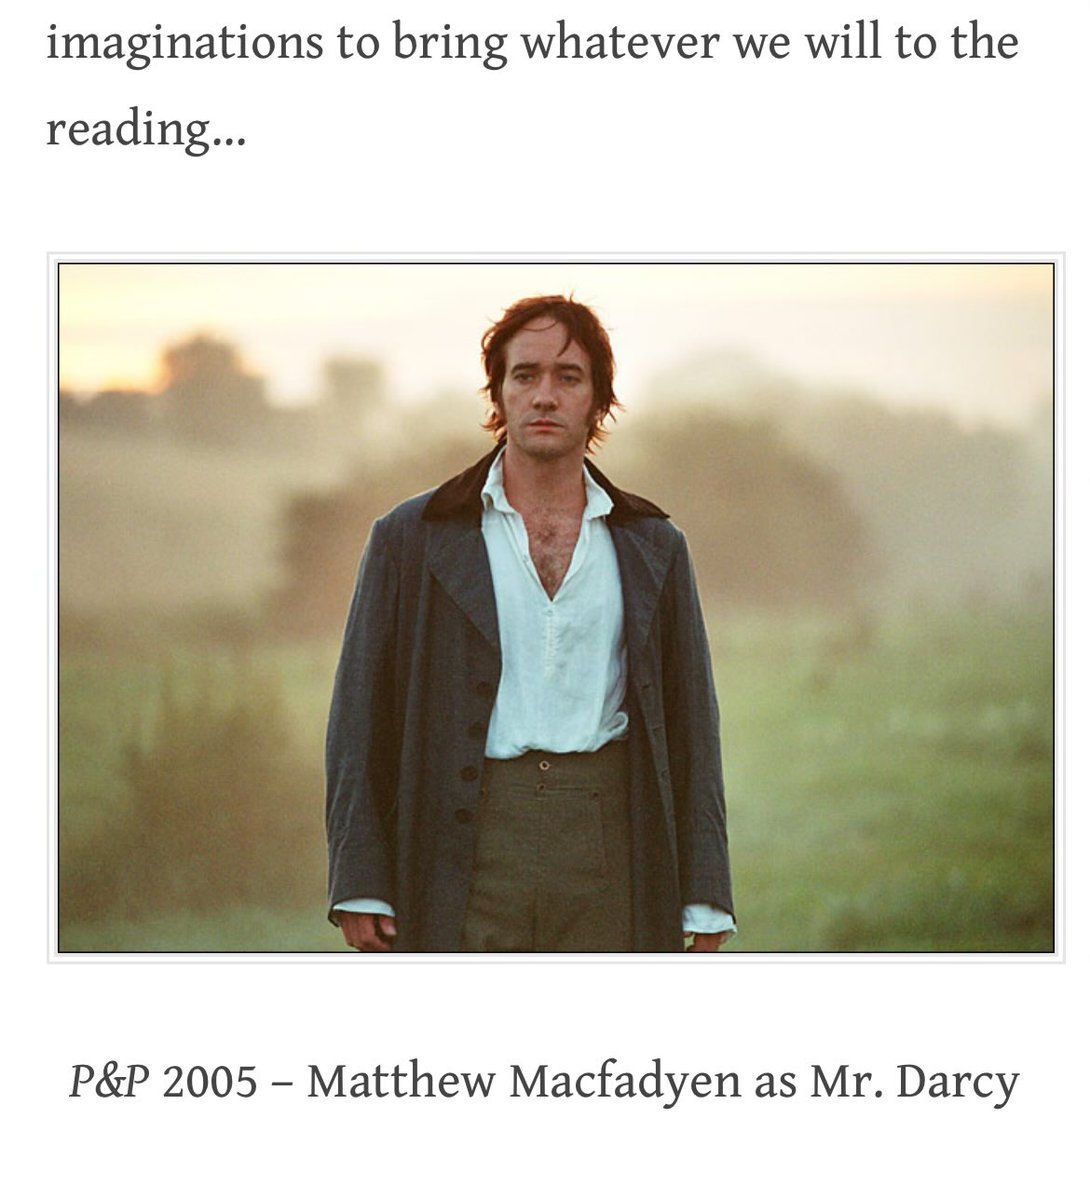 imaginations to bring whatever we will to the
reading...
P&P 2005 – Matthew Macfadyen as Mr. Darcy